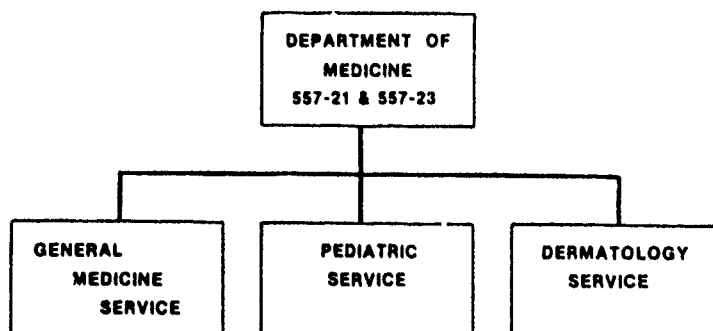 DEPARTMENT OF
MEDICINE
557-21 & 557-23
GENERAL
MEDICINE
SERVICE
PEDIATRIC
SERVICE
DERMATOLOGY
SERVICE